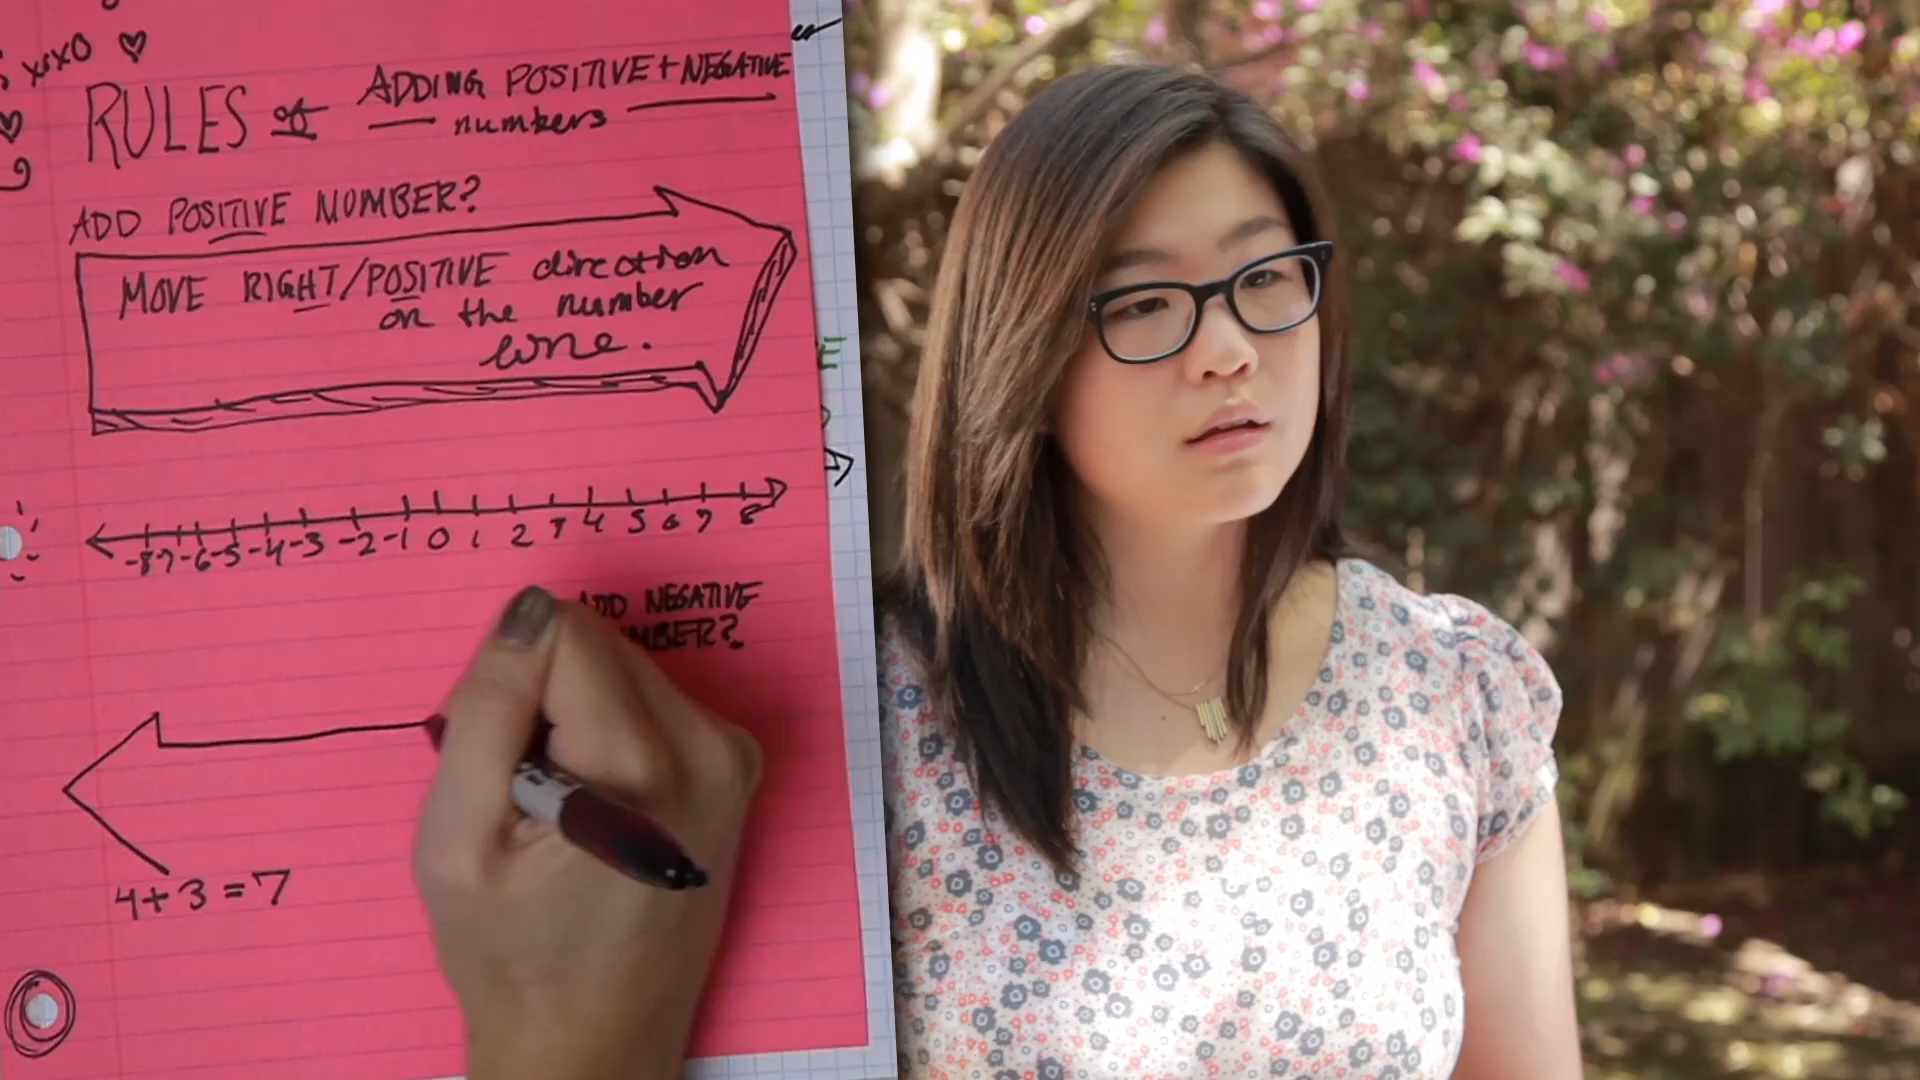 xoxo
RULES of ADDING POSITIVE + NEGATIVE
numbers
ADD POSITIVE NUMBER?
MOVE RIGHT/POSITIVE direction
on the number
line.
-8 -7 -6 -5 -4 -3 -2 -1 0 1 2 3 4 5 6 7 8
ADD NEGATIVE
4+3=7